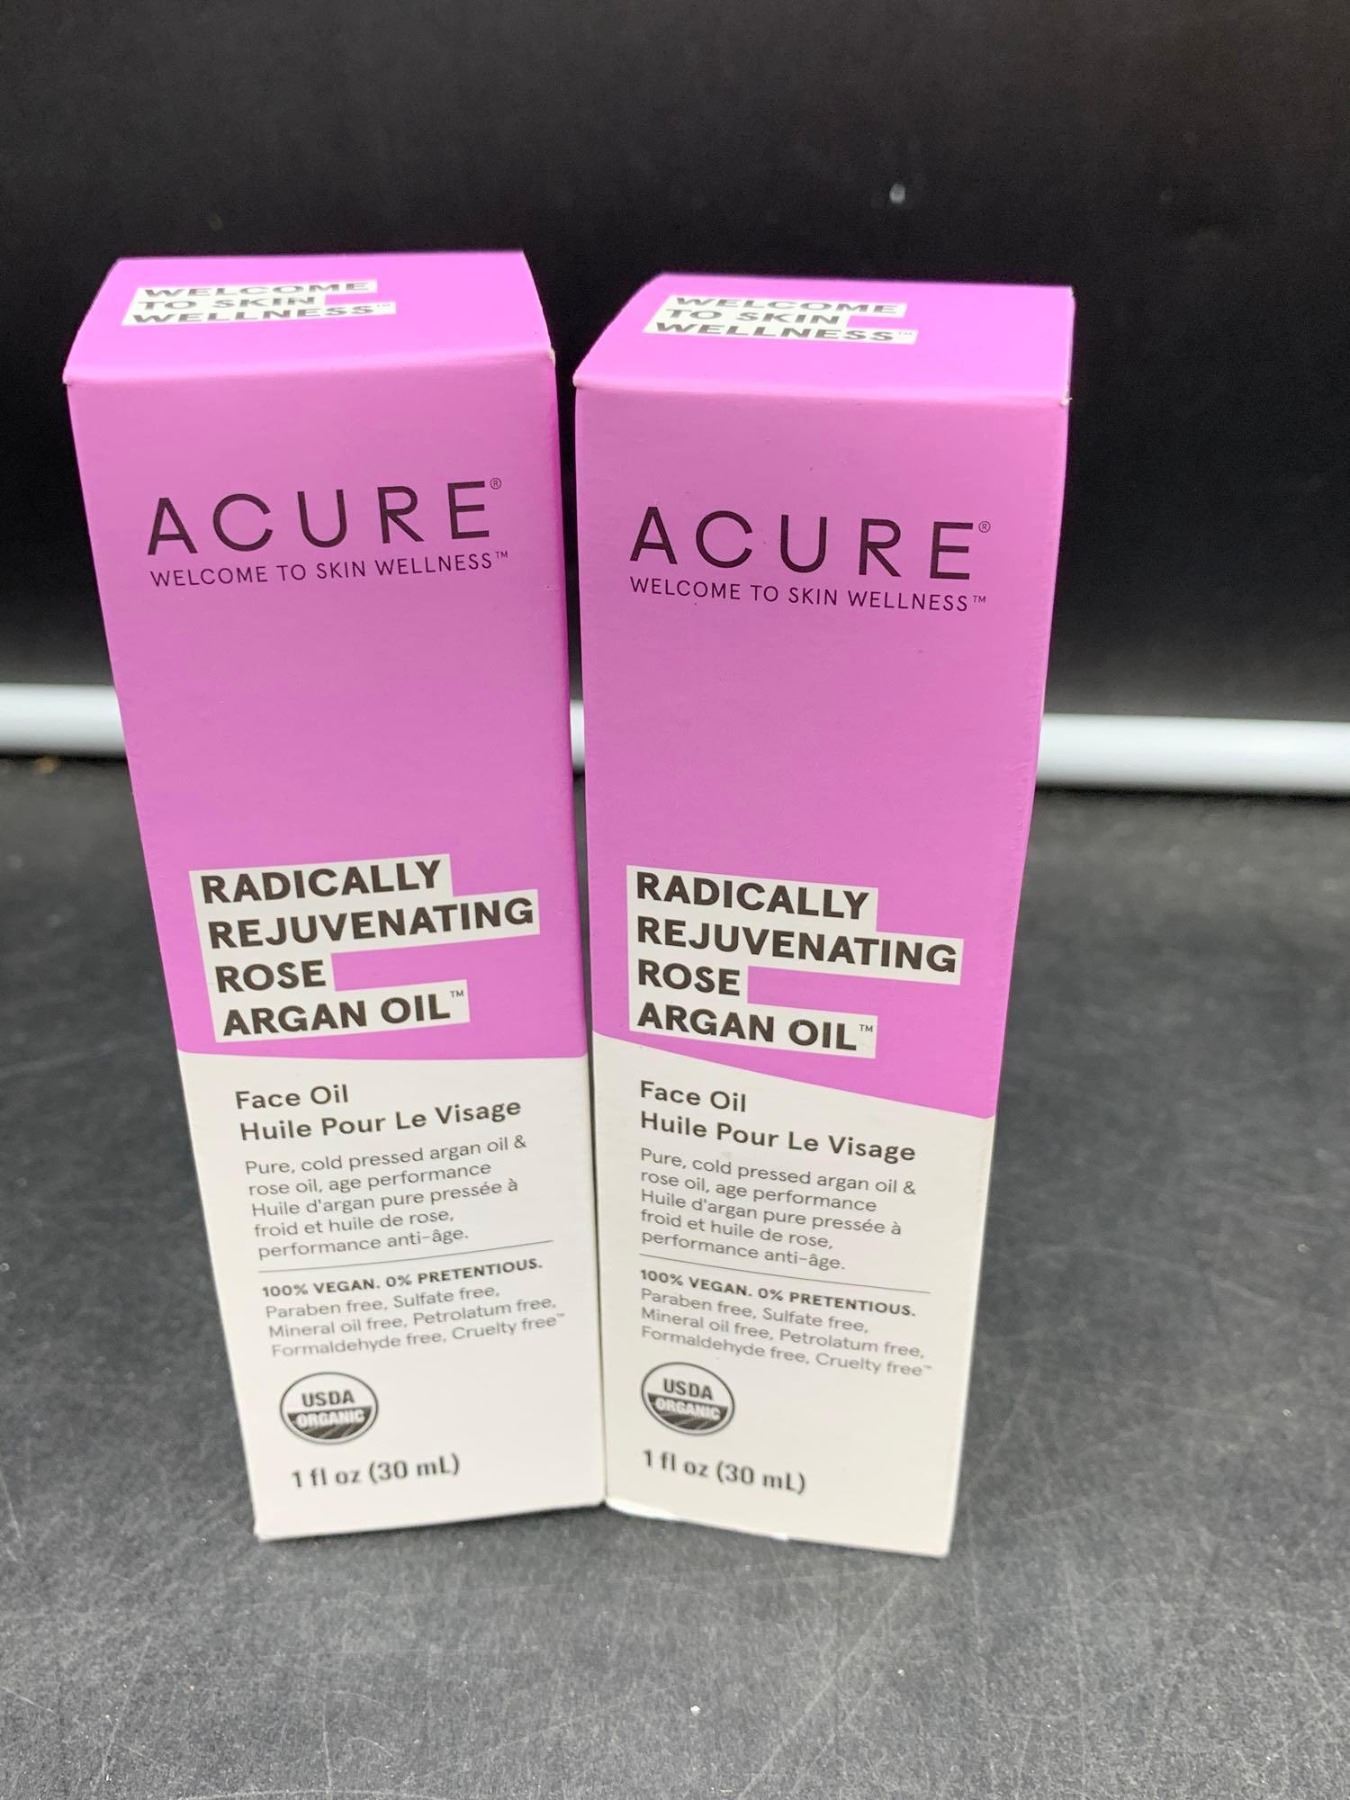 WELCOME
TO SKIN
WELLNESS™
ACURE®
WELCOME TO SKIN WELLNESS™
RADICALLY
REJUVENATING
ROSE
ARGAN OIL™
Face Oil
Huile Pour Le Visage
Pure, cold pressed argan oil &
rose oil, age performance
Huile d'argan pure pressée à
froid et huile de rose,
performance anti-âge.
100% VEGAN. 0% PRETENTIOUS.
Paraben free, Sulfate free,
Mineral oil free, Petrolatum free,
Formaldehyde free, Cruelty free™
USDA
ORGANIC
1 fl oz (30 mL)
WELCOME
TO SKIN
WELLNESS™
ACURE®
WELCOME TO SKIN WELLNESS™
RADICALLY
REJUVENATING
ROSE
ARGAN OIL™
Face Oil
Huile Pour Le Visage
Pure, cold pressed argan oil &
rose oil, age performance
Huile d'argan pure pressée à
froid et huile de rose,
performance anti-âge.
100% VEGAN. 0% PRETENTIOUS.
Paraben free, Sulfate free,
Mineral oil free, Petrolatum free,
Formaldehyde free, Cruelty free™
USDA
ORGANIC
1 fl oz (30 mL)